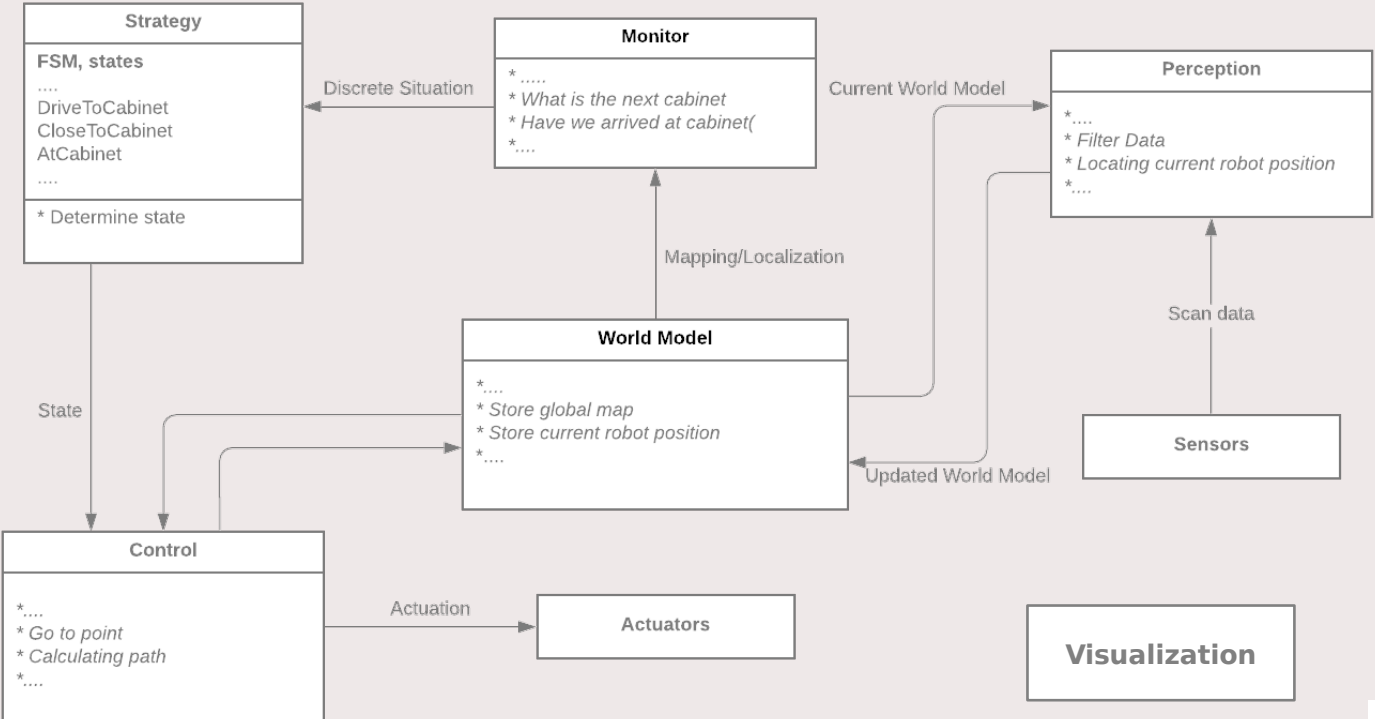 Strategy
FSM, states
....
DriveToCabinet
CloseToCabinet
AtCabinet
....
* Determine state
Discrete Situation
Monitor
* .....
* What is the next cabinet
* Have we arrived at cabinet(
*....
Current World Model
Perception
*....
* Filter Data
* Locating current robot position
*....
Mapping/Localization
Scan data
World Model
*....
* Store global map
* Store current robot position
*....
State
Updated World Model
Sensors
Control
*....
* Go to point
* Calculating path
*....
Actuation
Actuators
Visualization